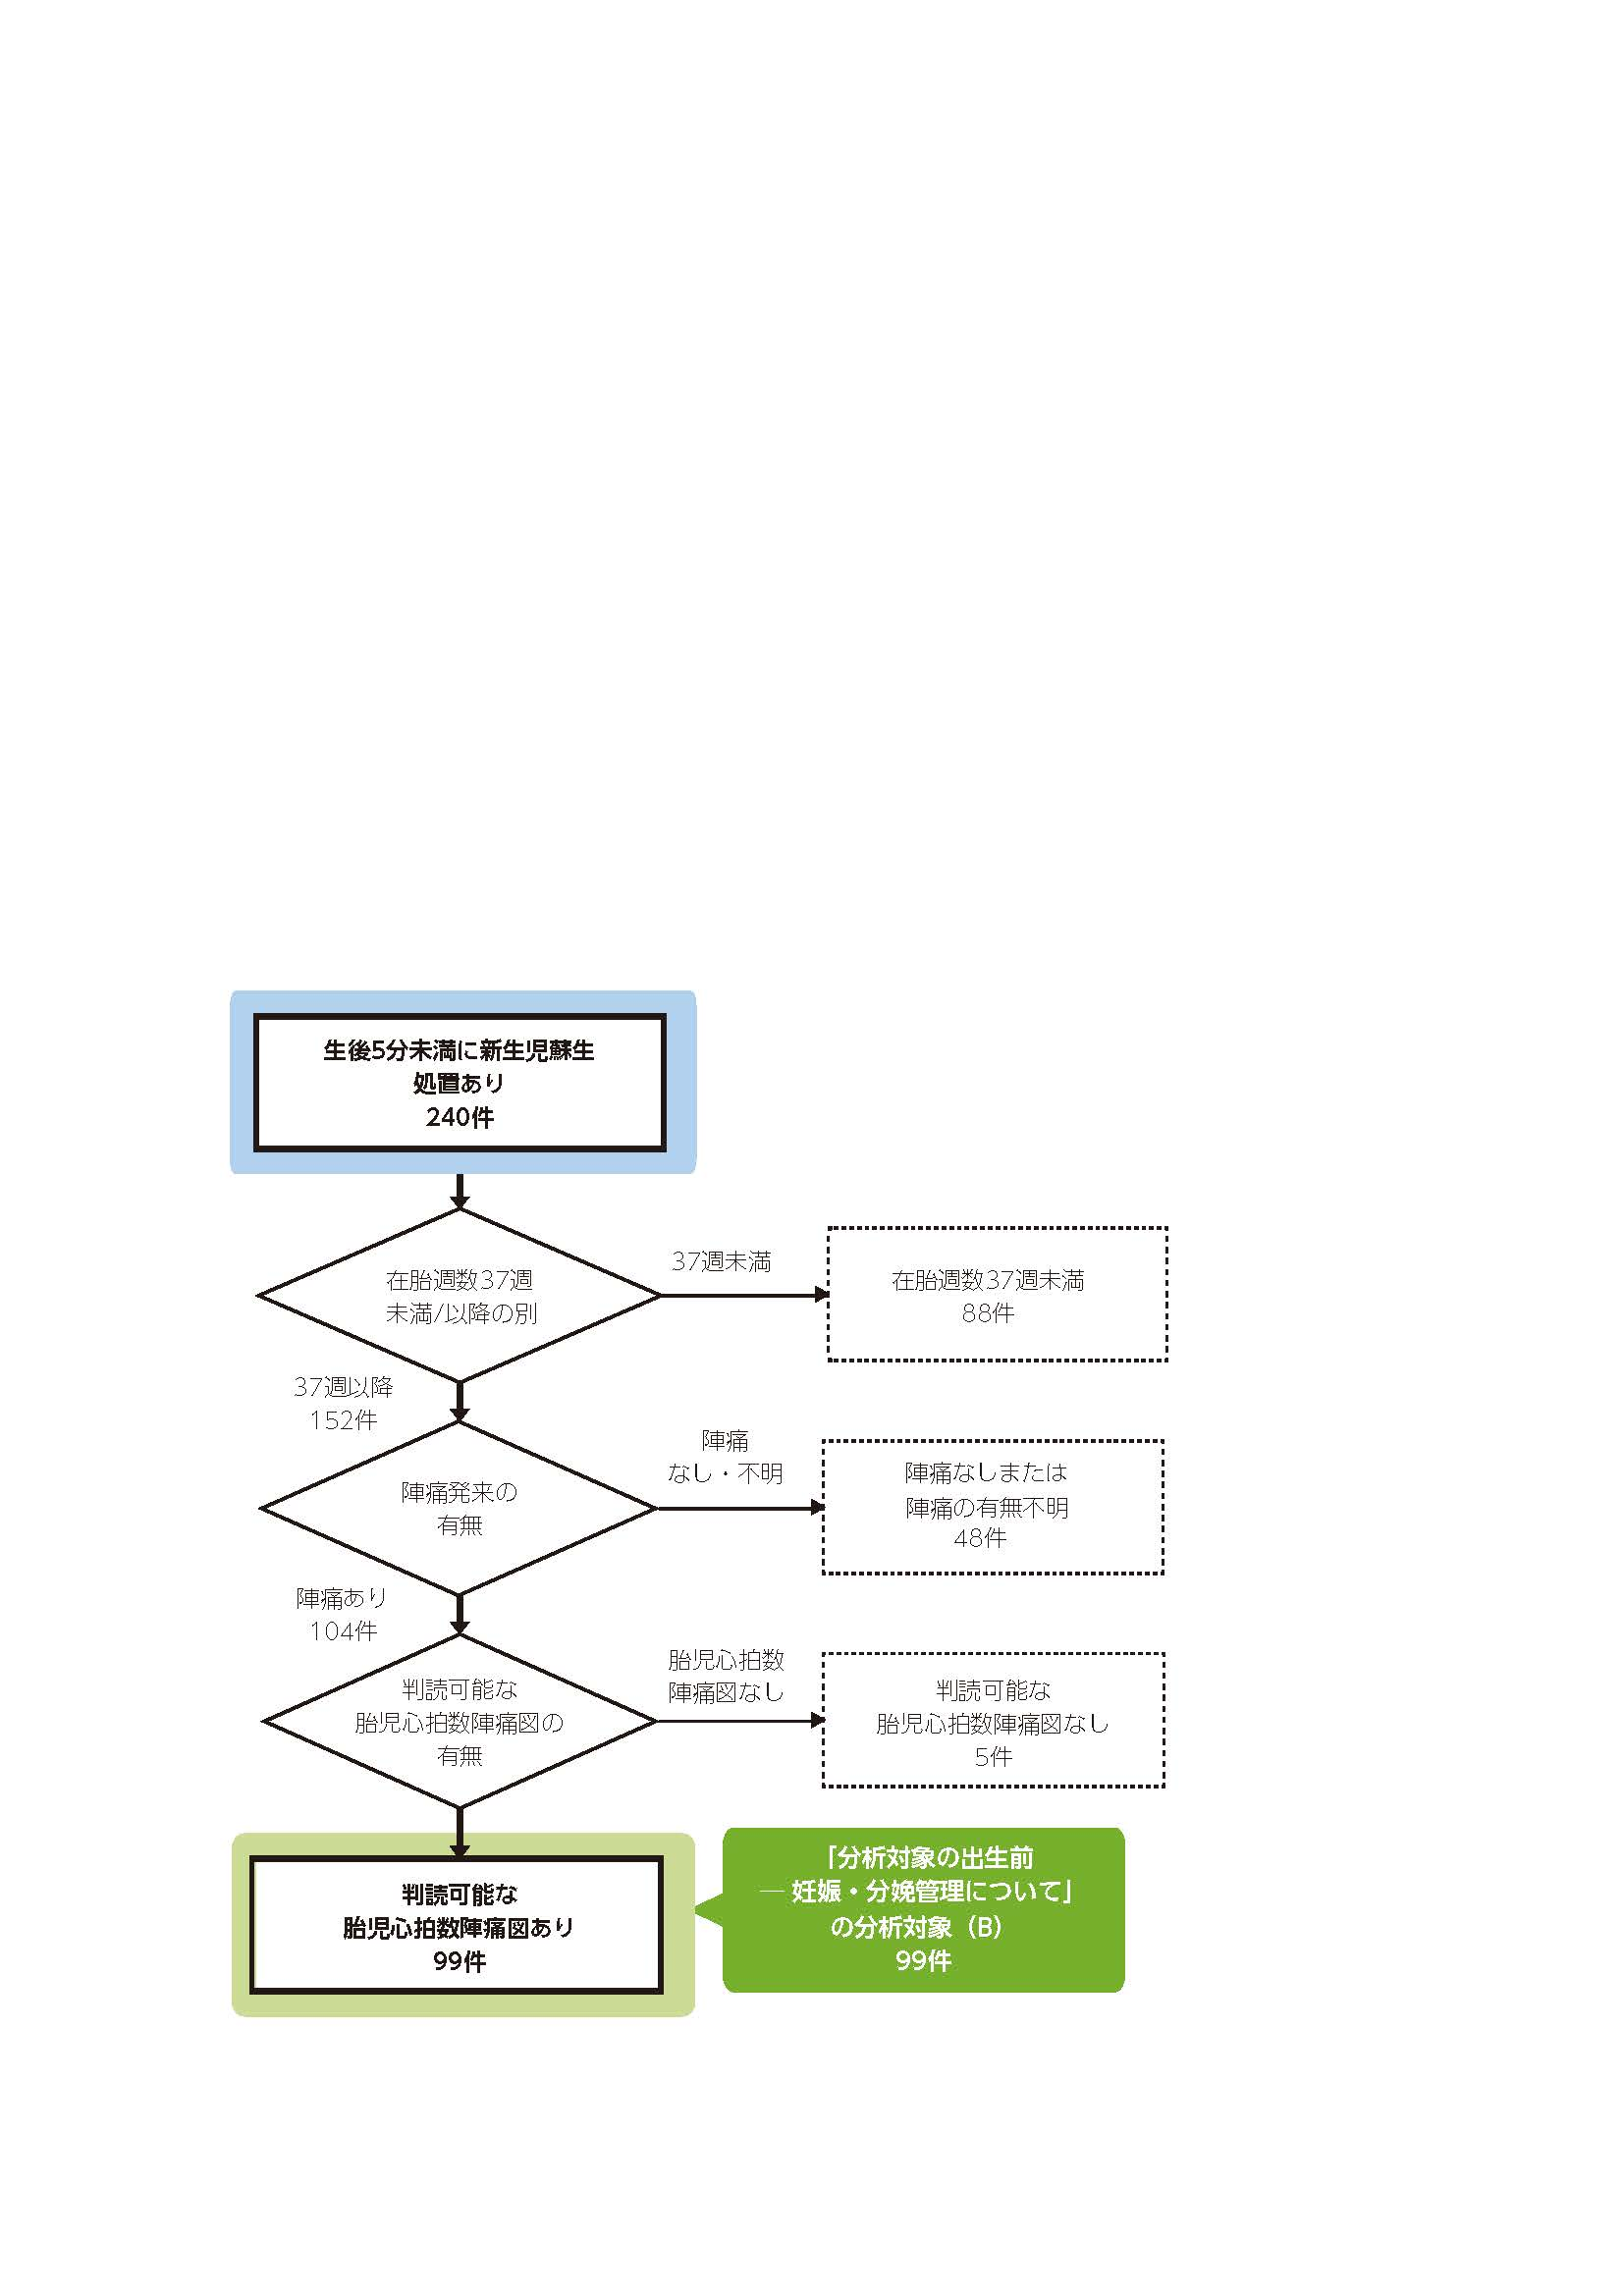 生後5分未満に新生児蘇生
処置あり
240件
在胎週数37週
未満/以降の別
37週未満
在胎週数37週未満
88件
37週以降
152件
陣痛発来の
有無
陣痛
なし・不明
陣痛なしまたは
陣痛の有無不明
48件
陣痛あり
104件
判読可能な
胎児心拍数陣痛図の
有無
胎児心拍数
陣痛図なし
判読可能な
胎児心拍数陣痛図なし
5件
判読可能な
胎児心拍数陣痛図あり
99件
「分析対象の出生前
― 妊娠・分娩管理について」
の分析対象（B）
99件